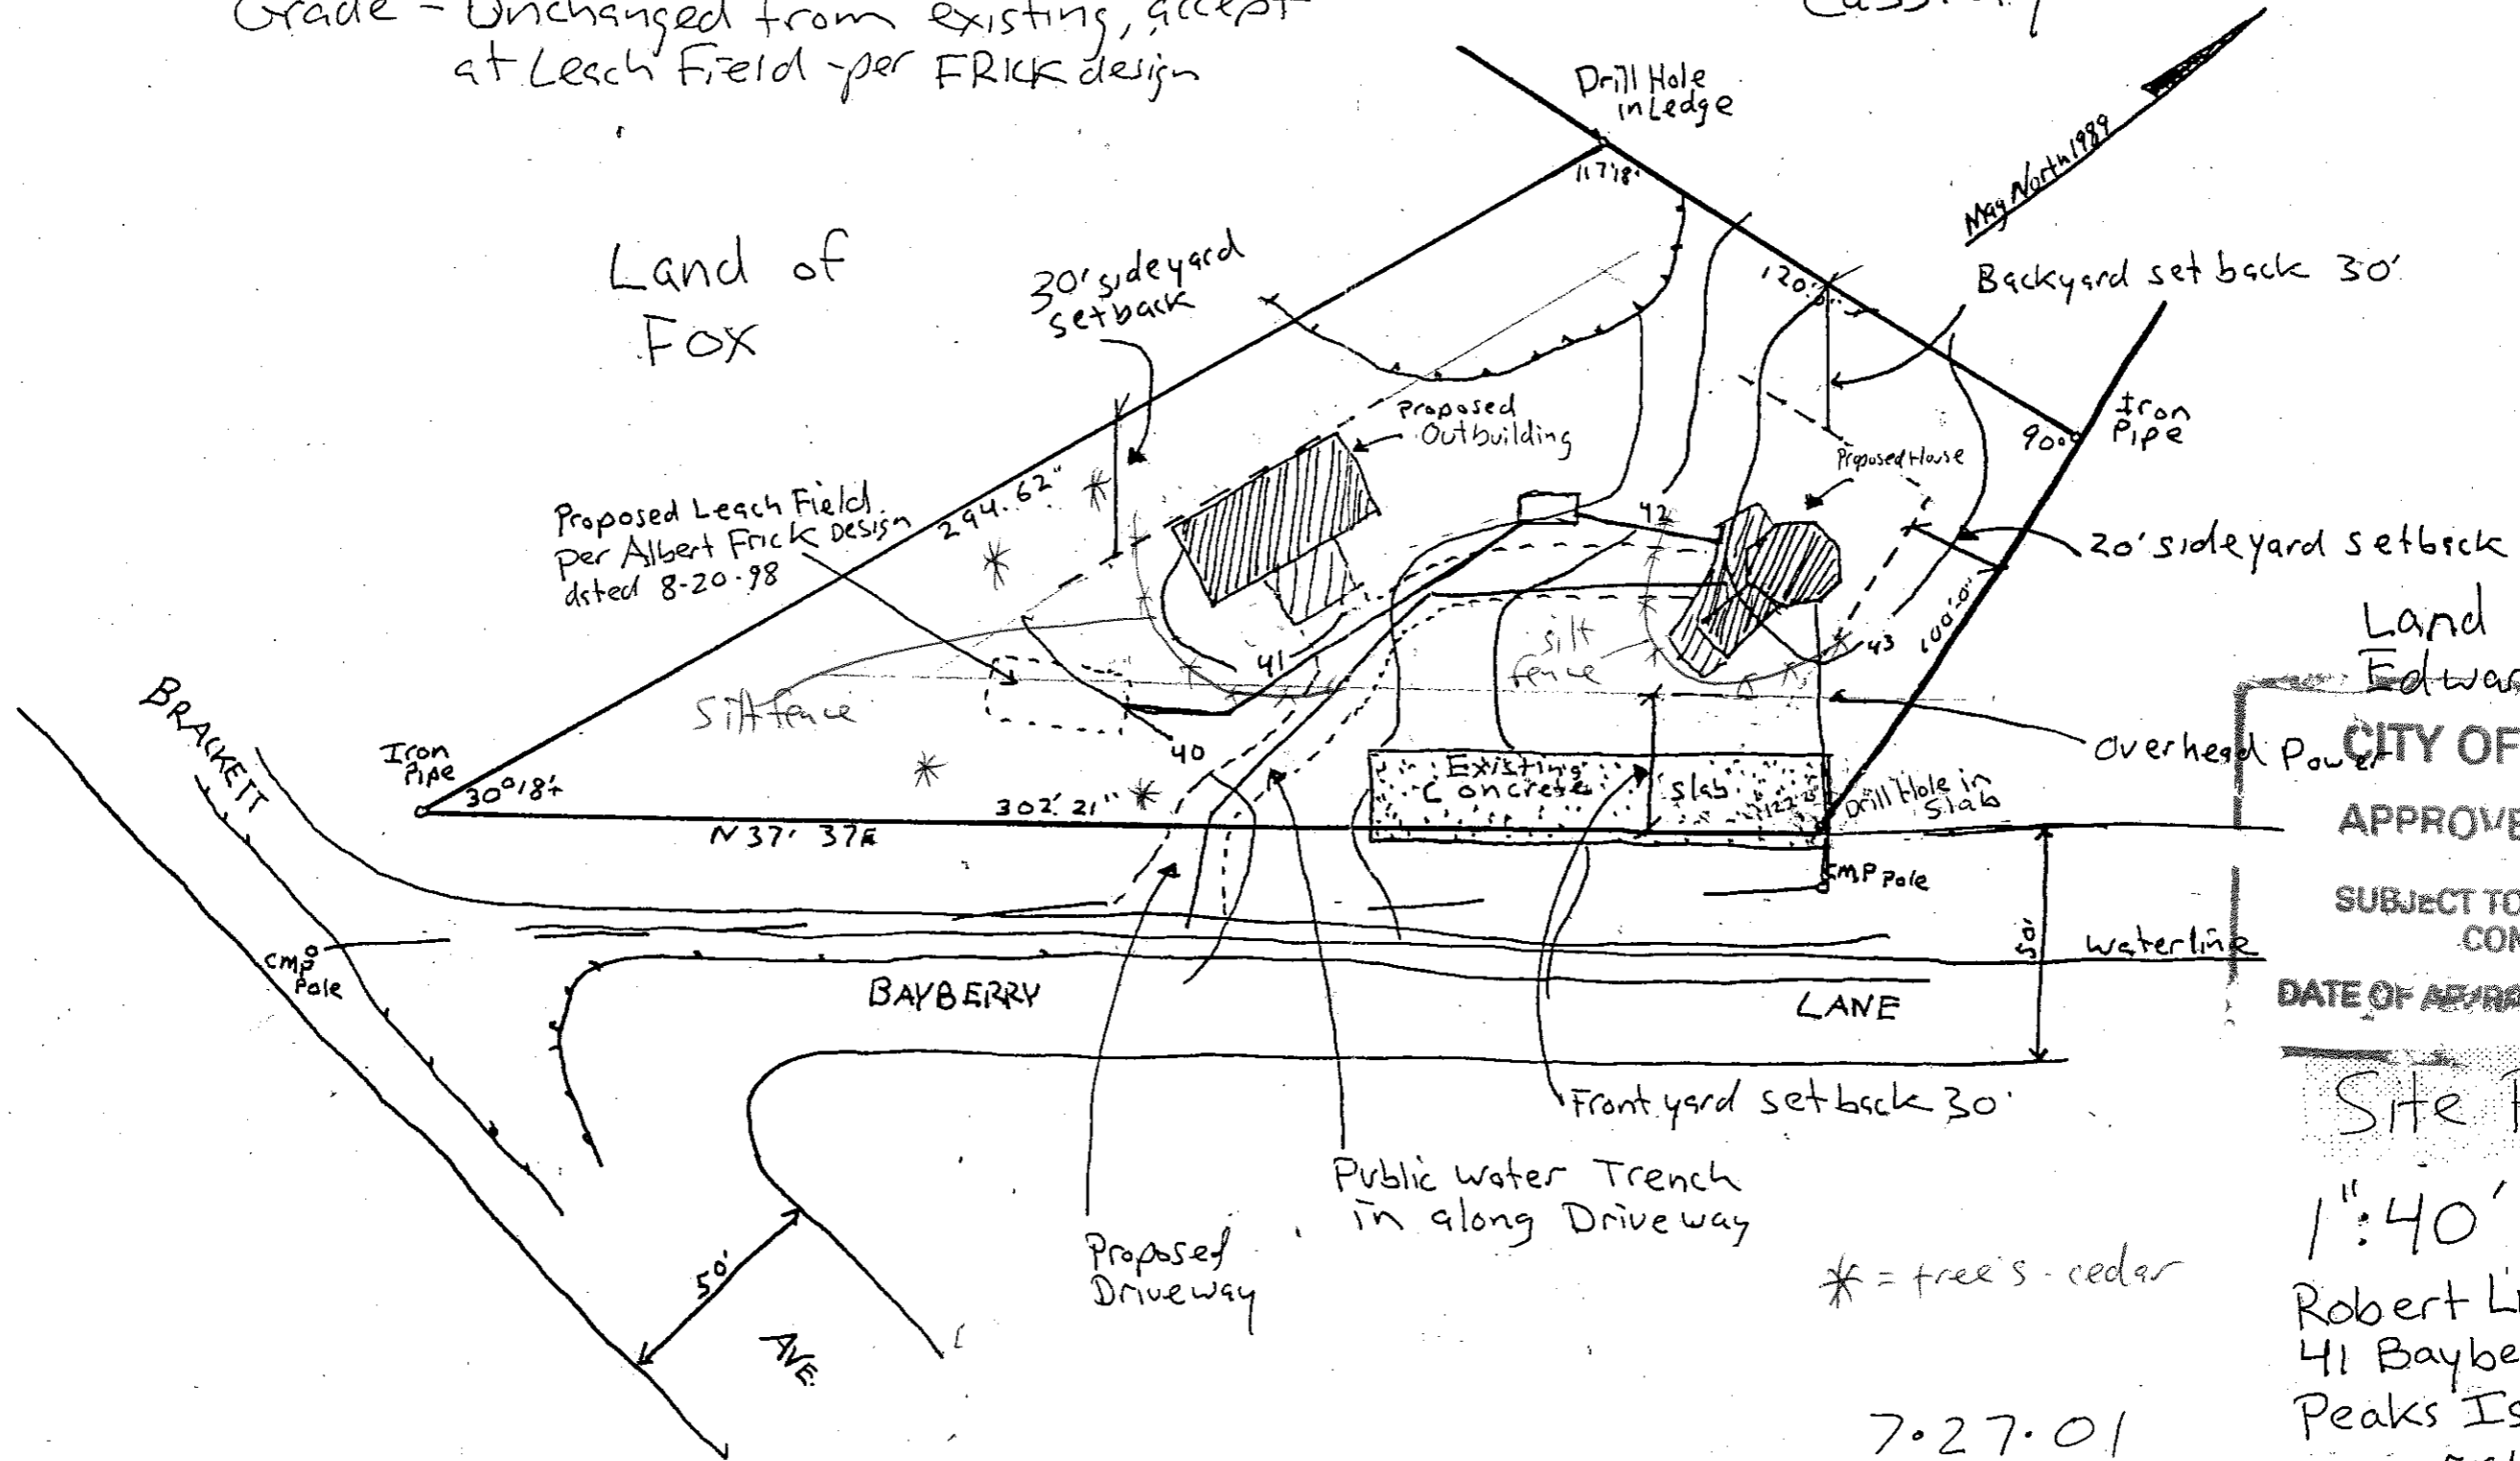 Grade - Unchanged from existing, accept
at Leach Field - per FRICK design
Cassidy
Drill Hole
in Ledge
117°18'
Mag North 1989
Land of
Fox
30' sideyard
setback
120'
Backyard set back 30'
Proposed
Outbuilding
Iron
Pipe
90°
Proposed House
294.62"
Proposed Leach Field
per Albert Frick Design
dated 8-20-98
42
20' sideyard setback
100'-0"
Land
Edwar
silt
fence
41
43
Silt fence
40
Overhead Power
CITY OF
BRACKETT
Iron
Pipe
30°18'+
Existing
Concrete
Slab
122°
Drill Hole in
Slab
APPROVE
302'.21"
N 37' 37E
CMP Pole
SUBJECT TO
CON
50'
waterline
CMP
Pole
BAYBERRY
LANE
DATE OF
Front yard setback 30'
Site P
Public Water Trench
in along Driveway
1":40'
Proposed
Driveway
50'
AVE.
* = tree's - cedar
Robert Li
41 Baybe
Peaks Is
7.27.01